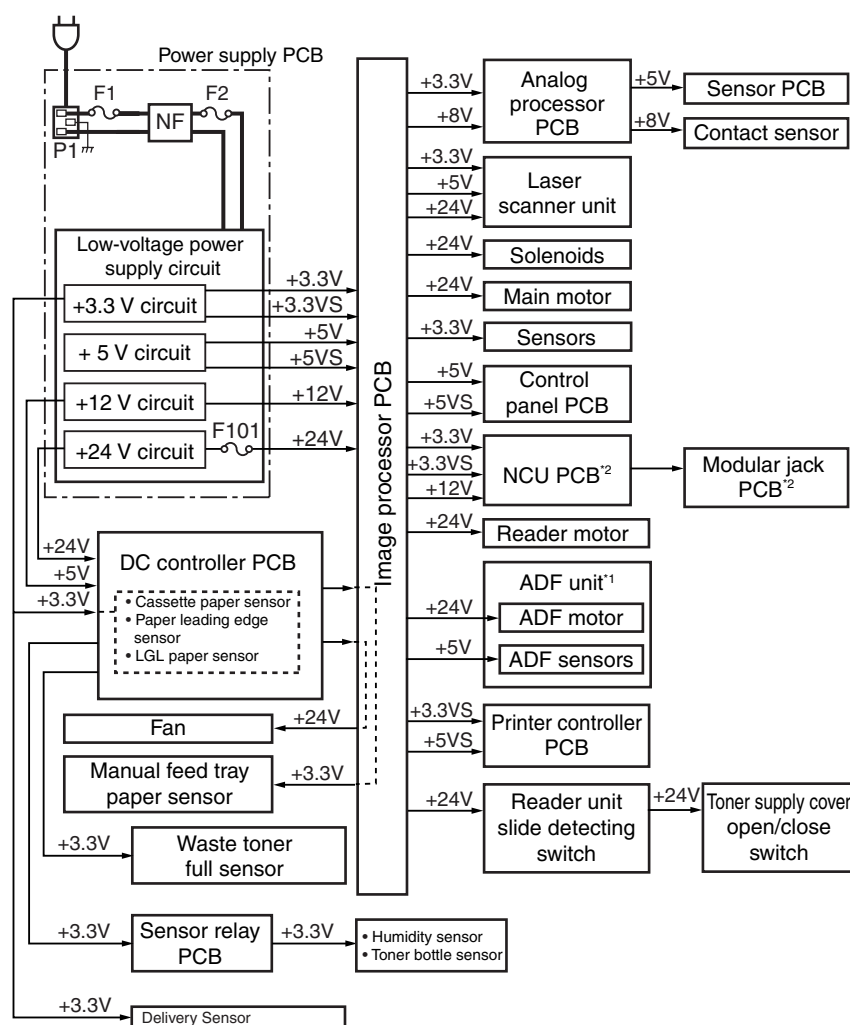 Power supply PCB
F1
F2
NF
P1
Low-voltage power
supply circuit
+3.3 V circuit
+ 5 V circuit
+12 V circuit
+24 V circuit
F101
+3.3V
+3.3VS
+5V
+5VS
+12V
+24V
Image processor PCB
+3.3V
+8V
Analog
processor
PCB
+5V
Sensor PCB
+8V
Contact sensor
+3.3V
+5V
+24V
Laser
scanner unit
+24V
Solenoids
+24V
Main motor
+3.3V
Sensors
+5V
+5VS
Control
panel PCB
+3.3V
+3.3VS
+12V
NCU PCB*2
Modular jack
PCB*2
+24V
Reader motor
ADF unit*1
+24V
ADF motor
+5V
ADF sensors
+3.3VS
+5VS
Printer controller
PCB
+24V
Reader unit
slide detecting
switch
+24V
Toner supply cover
open/close
switch
+24V
+5V
+3.3V
DC controller PCB
• Cassette paper sensor
• Paper leading edge
sensor
• LGL paper sensor
Fan
+24V
Manual feed tray
paper sensor
+3.3V
+3.3V
Waste toner
full sensor
+3.3V
Sensor relay
PCB
+3.3V
• Humidity sensor
• Toner bottle sensor
+3.3V
Delivery Sensor